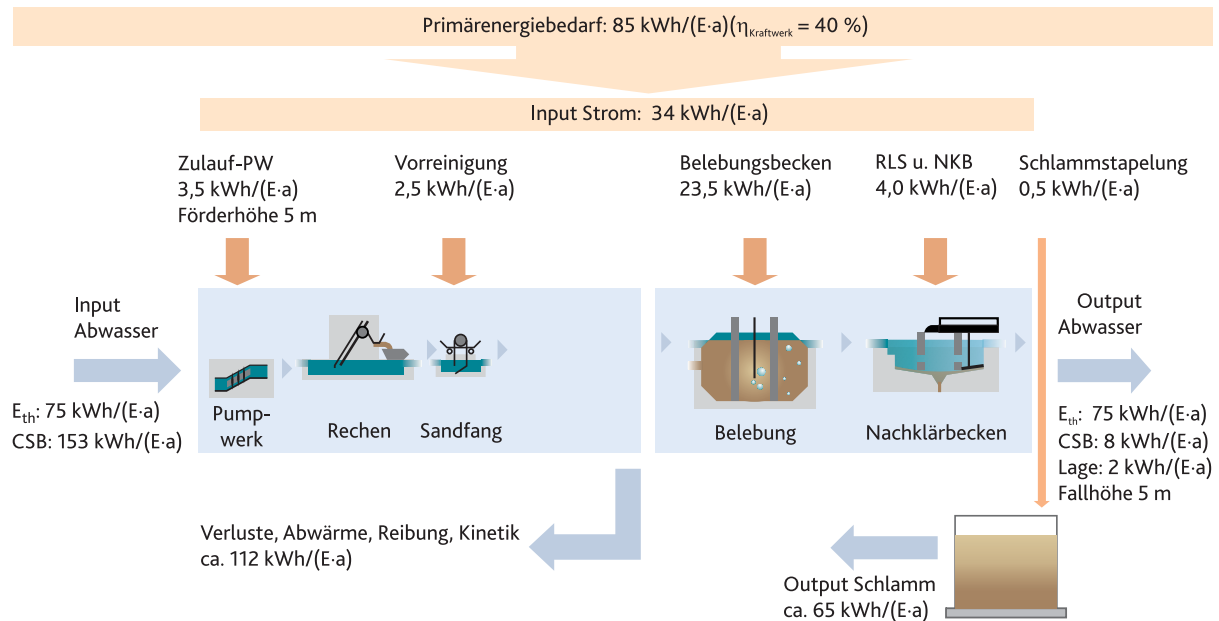 Primärenergiebedarf: 85 kWh/(E·a)(ηKraftwerk = 40 %)
Input Strom: 34 kWh/(E·a)
Zulauf-PW
3,5 kWh/(E·a)
Förderhöhe 5 m
Vorreinigung
2,5 kWh/(E·a)
Belebungsbecken
23,5 kWh/(E·a)
RLS u. NKB
4,0 kWh/(E·a)
Schlammstapelung
0,5 kWh/(E·a)
Input
Abwasser
Eth: 75 kWh/(E·a)
CSB: 153 kWh/(E·a)
Pump-
werk
Rechen
Sandfang
Belebung
Nachklärbecken
Output
Abwasser
Eth: 75 kWh/(E·a)
CSB: 8 kWh/(E·a)
Lage: 2 kWh/(E·a)
Fallhöhe 5 m
Verluste, Abwärme, Reibung, Kinetik
ca. 112 kWh/(E·a)
Output Schlamm
ca. 65 kWh/(E·a)